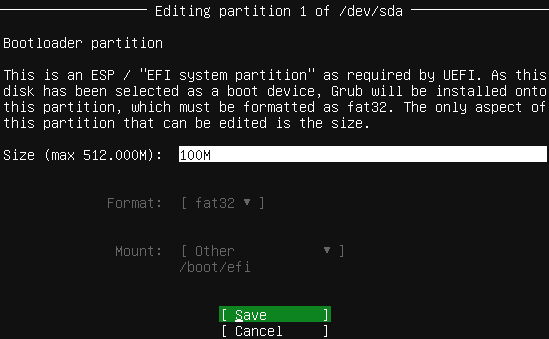 Editing partition 1 of /dev/sda
Bootloader partition
This is an ESP / "EFI system partition" as required by UEFI. As this
disk has been selected as a boot device, Grub will be installed onto
this partition, which must be formatted as fat32. The only aspect of
this partition that can be edited is the size.
Size (max 512.000M): 100M
Format: [ fat32 ▼ ]
Mount: [ Other ▼ ]
/boot/efi
[ Save ]
[ Cancel ]